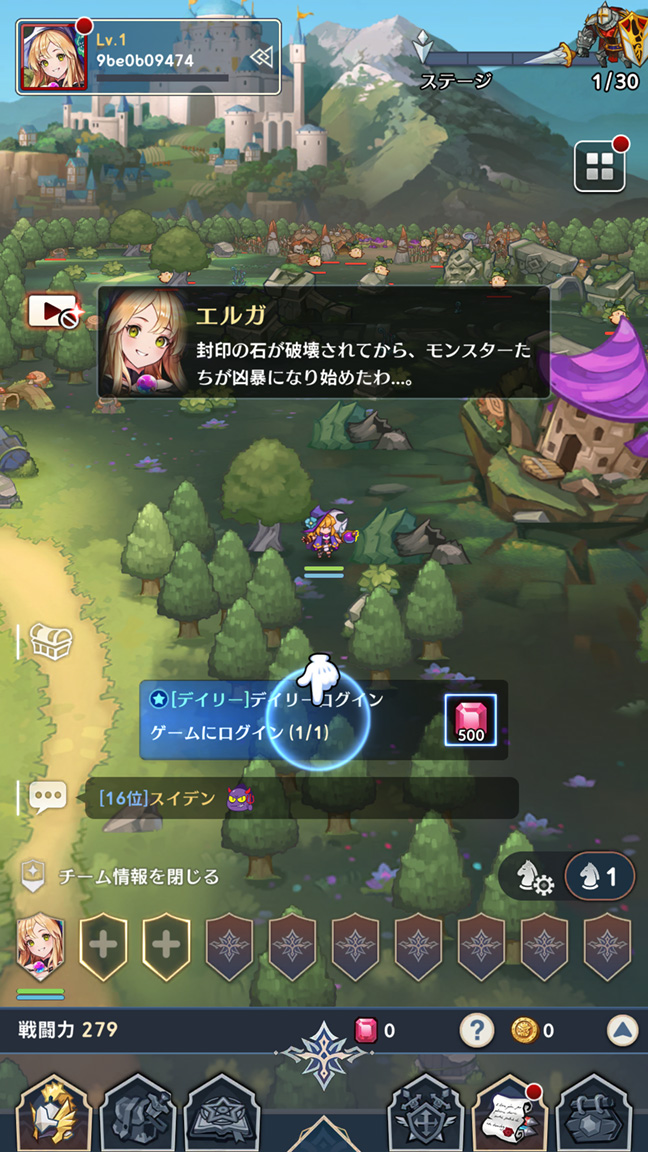 Lv.1
9be0b09474
ステージ
1/30
エルガ
封印の石が破壊されてから、モンスターた
ちが凶暴になり始めたわ…。
[デイリー]デイリーログイン
ゲームにログイン (1/1)
500
[16位]スイデン
チーム情報を閉じる
1
戦闘力 279
0
?
0